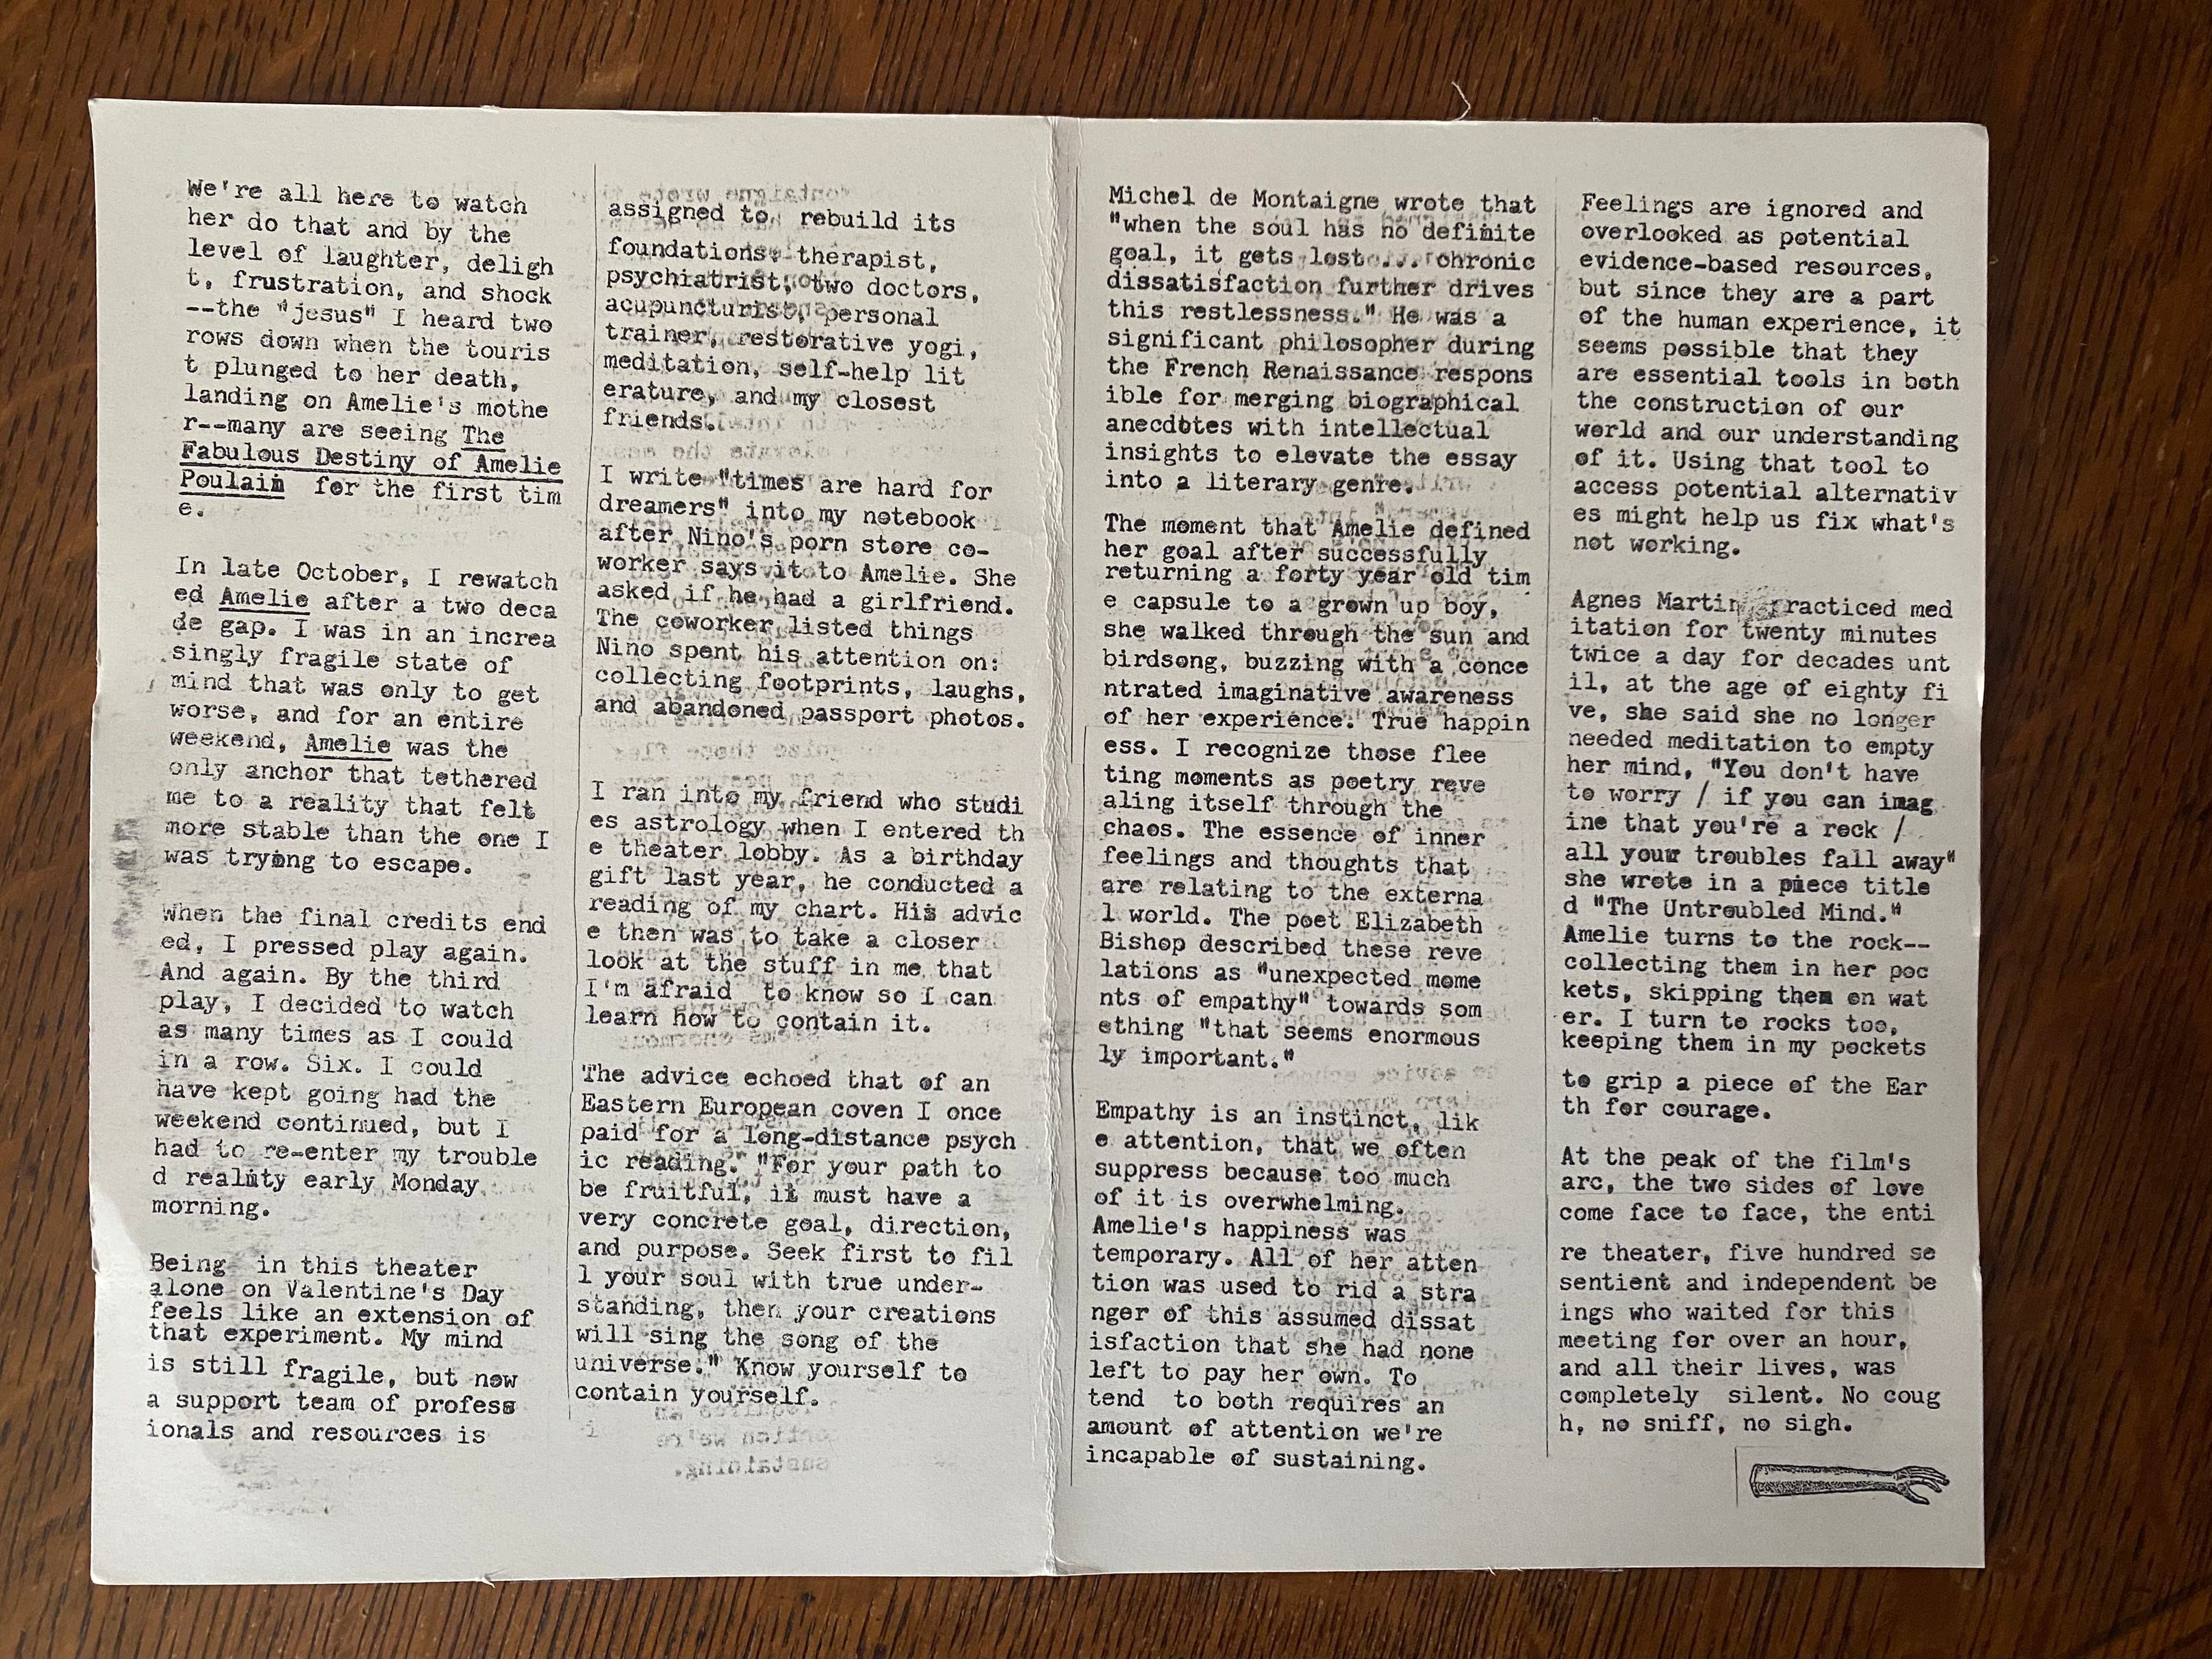 We're all here to watch
her do that and by the
level of laughter, deligh
t, frustration, and shock
--the "jesus" I heard two
rows down when the touris
t plunged to her death,
landing on Amelie's mothe
r--many are seeing The
Fabulous Destiny of Amelie
Poulain for the first tim
e.
In late October, I rewatch
ed Amelie after a two deca
de gap. I was in an increa
singly fragile state of
mind that was only to get
worse, and for an entire
weekend, Amelie was the
only anchor that tethered
me to a reality that felt
more stable than the one I
was trying to escape.
When the final credits end
ed, I pressed play again.
And again. By the third
play, I decided to watch
as many times as I could
in a row. Six. I could
have kept going had the
weekend continued, but I
had to re-enter my trouble
d reality early Monday
morning.
Being in this theater
alone on Valentine's Day
feels like an extension of
that experiment. My mind
is still fragile, but now
a support team of profess
ionals and resources is
assigned to rebuild its
foundations: therapist,
psychiatrist, two doctors,
acupuncturist, personal
trainer, restorative yogi,
meditation, self-help lit
erature, and my closest
friends.
I write "times are hard for
dreamers" into my notebook
after Nino's porn store co-
worker says it to Amelie. She
asked if he had a girlfriend.
The coworker listed things
Nino spent his attention on:
collecting footprints, laughs,
and abandoned passport photos.
I ran into my friend who studi
es astrology when I entered th
e theater lobby. As a birthday
gift last year, he conducted a
reading of my chart. His advic
e then was to take a closer
look at the stuff in me that
I'm afraid to know so I can
learn how to contain it.
The advice echoed that of an
Eastern European coven I once
paid for a long-distance psych
ic reading. "For your path to
be fruitful, it must have a
very concrete goal, direction,
and purpose. Seek first to fil
l your soul with true under-
standing, then your creations
will sing the song of the
universe." Know yourself to
contain yourself.
Michel de Montaigne wrote that
"when the soul has no definite
goal, it gets lost ... chronic
dissatisfaction further drives
this restlessness." He was a
significant philosopher during
the French Renaissance respons
ible for merging biographical
anecdotes with intellectual
insights to elevate the essay
into a literary genre.
The moment that Amelie defined
her goal after successfully
returning a forty year old tim
e capsule to a grown up boy,
she walked through the sun and
birdsong, buzzing with a conce
ntrated imaginative awareness
of her experience. True happin
ess. I recognize those flee
ting moments as poetry reve
aling itself through the
chaos. The essence of inner
feelings and thoughts that
are relating to the externa
l world. The poet Elizabeth
Bishop described these reve
lations as "unexpected mome
nts of empathy" towards som
ething "that seems enormous
ly important."
Empathy is an instinct, lik
e attention, that we often
suppress because too much
of it is overwhelming.
Amelie's happiness was
temporary. All of her atten
tion was used to rid a stra
nger of this assumed dissat
isfaction that she had none
left to pay her own. To
tend to both requires an
amount of attention we're
incapable of sustaining.
Feelings are ignored and
overlooked as potential
evidence-based resources,
but since they are a part
of the human experience, it
seems possible that they
are essential tools in both
the construction of our
world and our understanding
of it. Using that tool to
access potential alternativ
es might help us fix what's
not working.
Agnes Martin practiced med
itation for twenty minutes
twice a day for decades unt
il, at the age of eighty fi
ve, she said she no longer
needed meditation to empty
her mind, "You don't have
to worry / if you can imag
ine that you're a rock /
all your troubles fall away"
she wrote in a piece title
d "The Untroubled Mind."
Amelie turns to the rock--
collecting them in her poc
kets, skipping them on wat
er. I turn to rocks too,
keeping them in my pockets
to grip a piece of the Ear
th for courage.
At the peak of the film's
arc, the two sides of love
come face to face, the enti
re theater, five hundred se
sentient and independent be
ings who waited for this
meeting for over an hour,
and all their lives, was
completely silent. No coug
h, no sniff, no sigh.